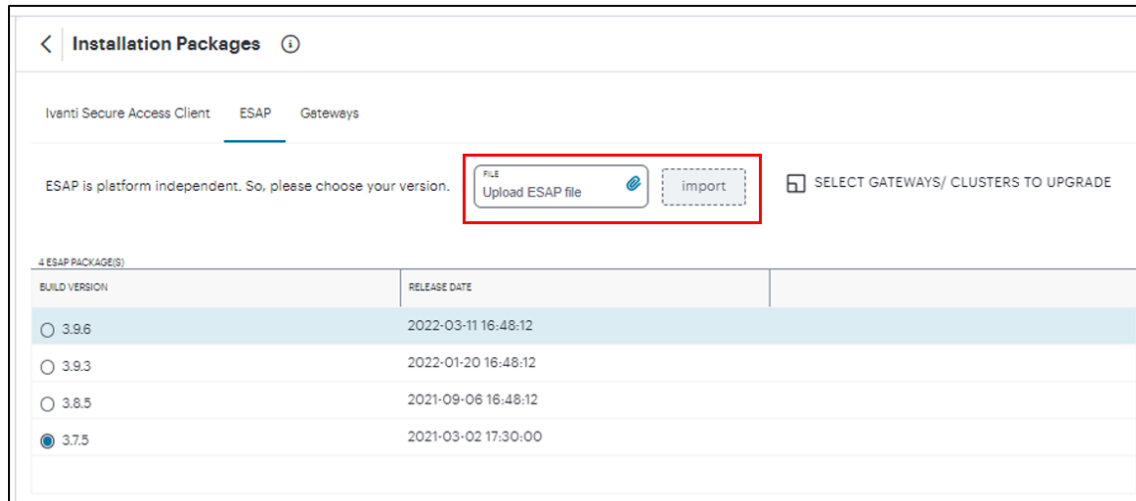 Installation Packages
Ivanti Secure Access Client ESAP Gateways
FILE
ESAP is platform independent. So, please choose your version. Upload ESAP file import SELECT GATEWAYS/ CLUSTERS TO UPGRADE
4 ESAP PACKAGE(S)
BUILD VERSION RELEASE DATE
3.9.6 2022-03-11 16:48:12
3.9.3 2022-01-20 16:48:12
3.8.5 2021-09-06 16:48:12
3.7.5 2021-03-02 17:30:00